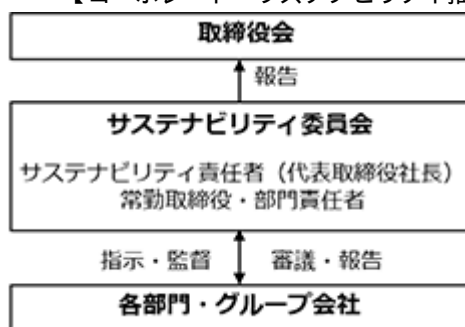 取締役会
報告
サステナビリティ委員会
サステナビリティ責任者（代表取締役社長）
常勤取締役・部門責任者
指示・監督 審議・報告
各部門・グループ会社